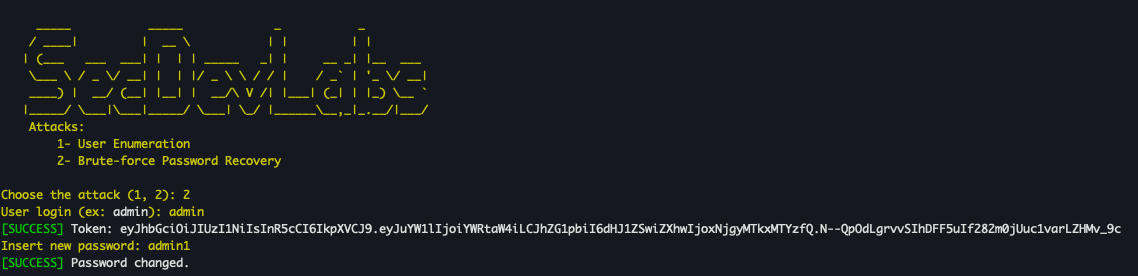 SecDevLabs
Attacks:
1- User Enumeration
2- Brute-force Password Recovery
Choose the attack (1, 2): 2
User login (ex: admin): admin
[SUCCESS] Token: eyJhbGciOiJIUzI1NiIsInR5cCI6IkpXVCJ9.eyJuYW1lIjoiYWRtaW4iLCJhZG1pbiI6dHJ1ZSwiZXhwIjoxNjgyMTkxMTYzfQ.N--QpOdLgrvvSIhDFF5uIf282m0jUuc1varLZHMv_9c
Insert new password: admin1
[SUCCESS] Password changed.